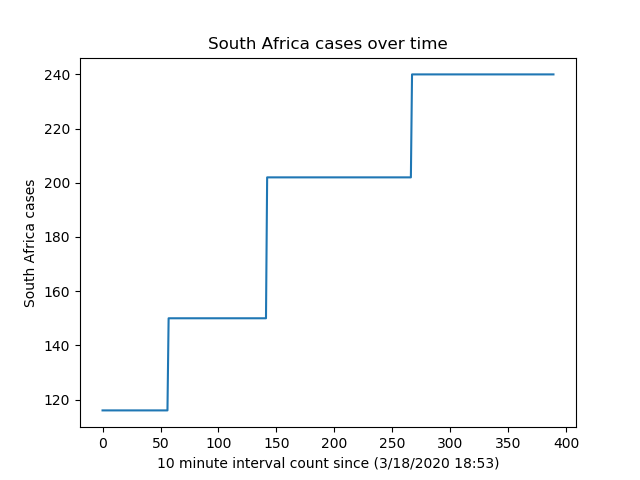 South Africa cases over time
240
220
200
180
160
140
120
South Africa cases
0 50 100 150 200 250 300 350 400
10 minute interval count since (3/18/2020 18:53)